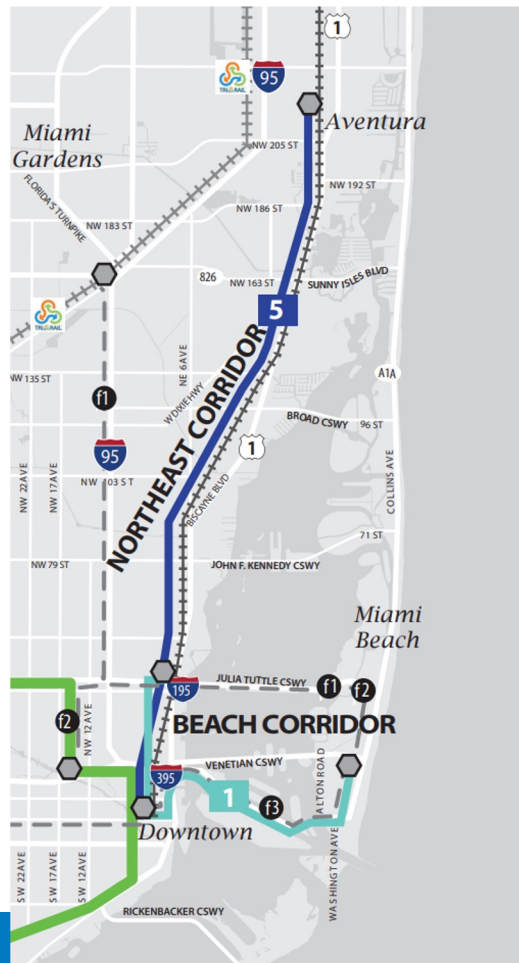 1
95
TRI RAIL
Aventura
Miami
Gardens
NW 205 ST
FLORIDA'S TURNPIKE
NW 192 ST
NW 186 ST
NW 183 ST
826
NW 163 ST
SUNNY ISLES BLVD
TRI RAIL
5
NE 6 AVE
NW 135 ST
A1A
f1
W DIXIE HWY
BROAD CSWY
96 ST
1
95
NORTHEAST CORRIDOR
NW 22 AVE
NW 17 AVE
NW 103 ST
BISCAYNE BLVD
COLLINS AVE
71 ST
NW 79 ST
JOHN F. KENNEDY CSWY
Miami
Beach
JULIA TUTTLE CSWY
f1
f2
195
f2
NW 12 AVE
BEACH CORRIDOR
VENETIAN CSWY
395
1
f3
ALTON ROAD
Downtown
WASHINGTON AVE
SW 22 AVE
SW 17 AVE
SW 12 AVE
RICKENBACKER CSWY